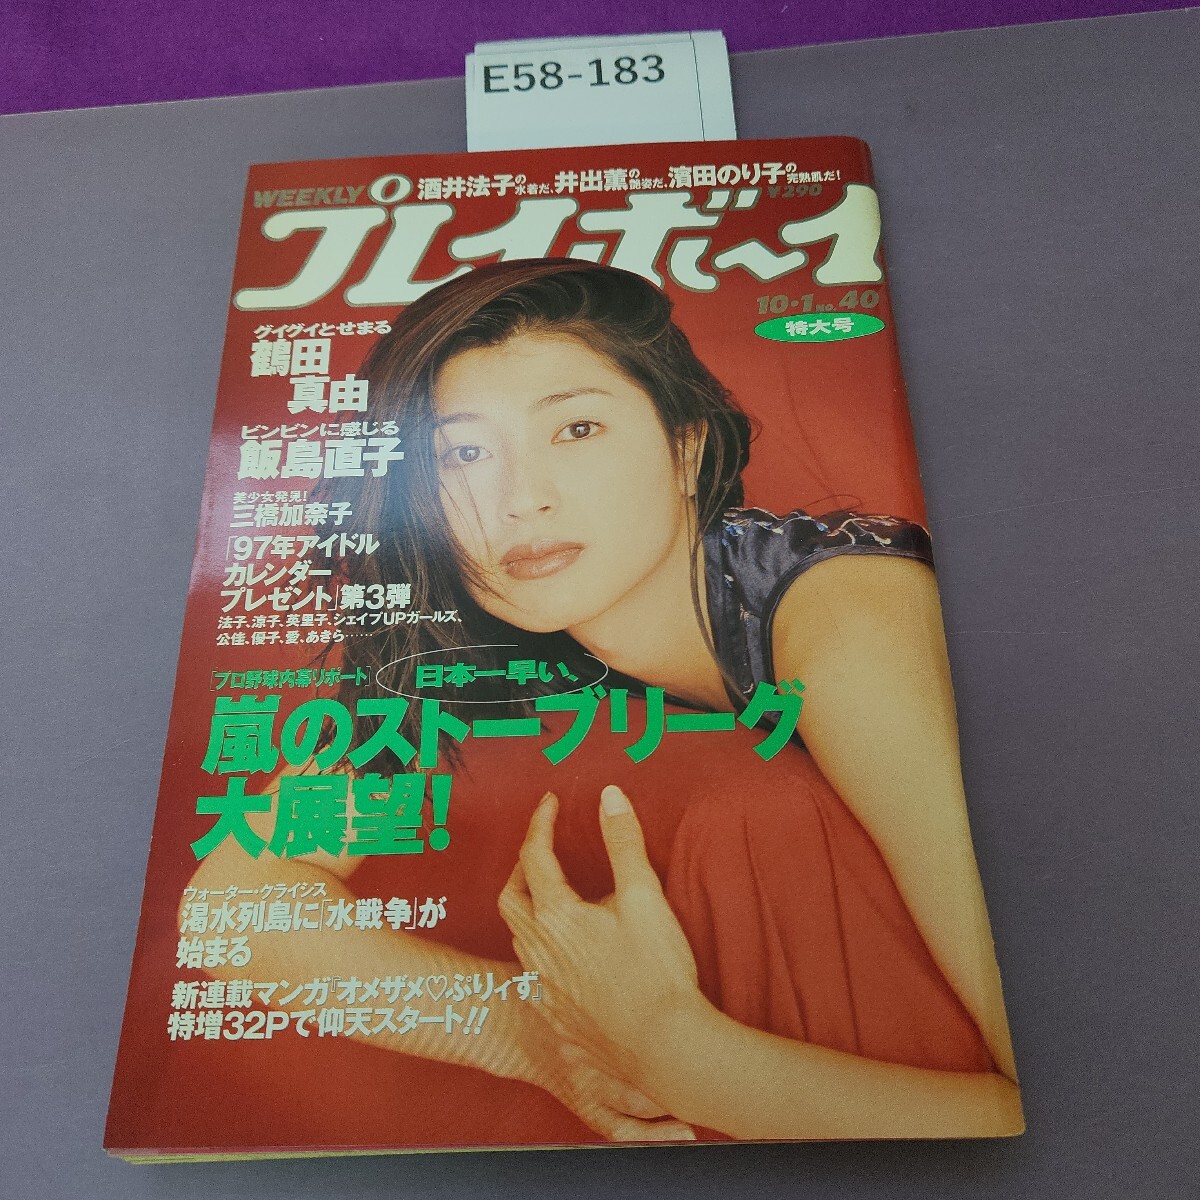 E58-183
WEEKLY
酒井法子の水着だ、井出薫の艶姿だ、濱田のり子の完熟肌だ!
¥290
プレイボーイ
10・1 No.40
特大号
グイグイとせまる
鶴田
真由
ビンビンに感じる
飯島直子
美少女発見!
三橋加奈子
「97年アイドル
カレンダー
プレゼント」第3弾
法子、涼子、英里子、シェイプUPガールズ、
公佳、優子、愛、あきら……
[プロ野球内幕リポート]
日本一早い、
嵐のストーブリーグ
大展望!
ウォーター・クライシス
渇水列島に「水戦争」が
始まる
新連載マンガ『オメザメ♡ぷりィず』
特増32Pで仰天スタート!!